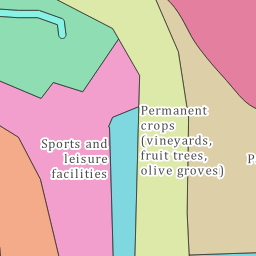 Permanent
crops
(vineyards,
fruit trees,
olive groves)
Sports and
leisure
facilities